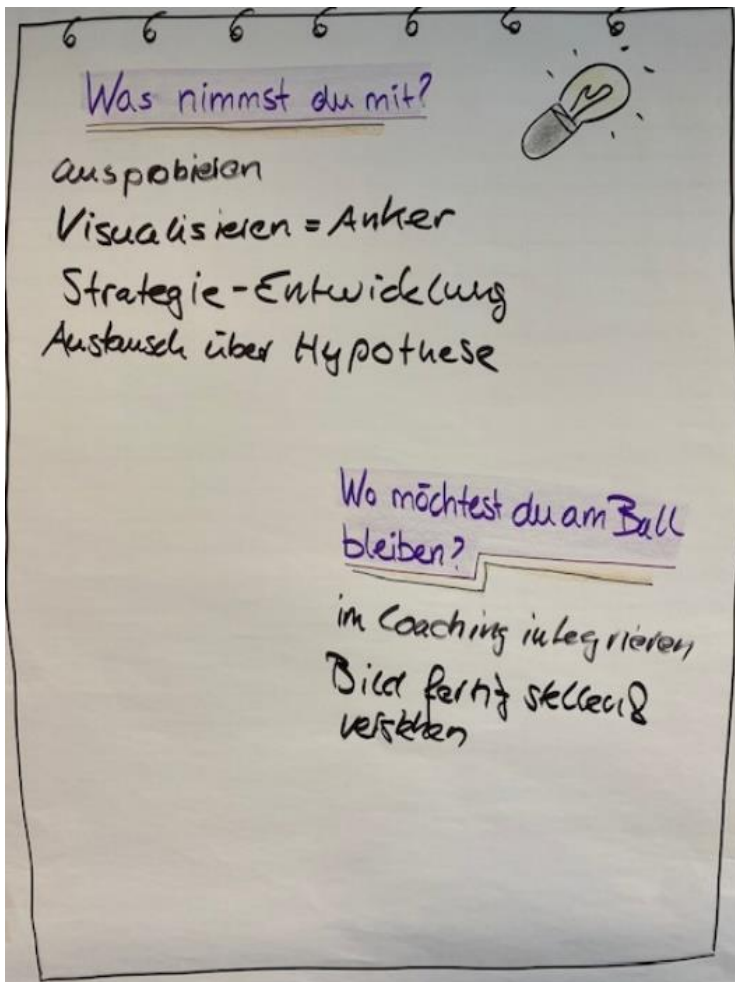 Was nimmst du mit?
ausprobieren
Visualisieren = Anker
Strategie-Entwicklung
Austausch über Hypothese
Wo möchtest du am Ball
bleiben?
im Coaching integrieren
Bild fertig stellen &
verstehen